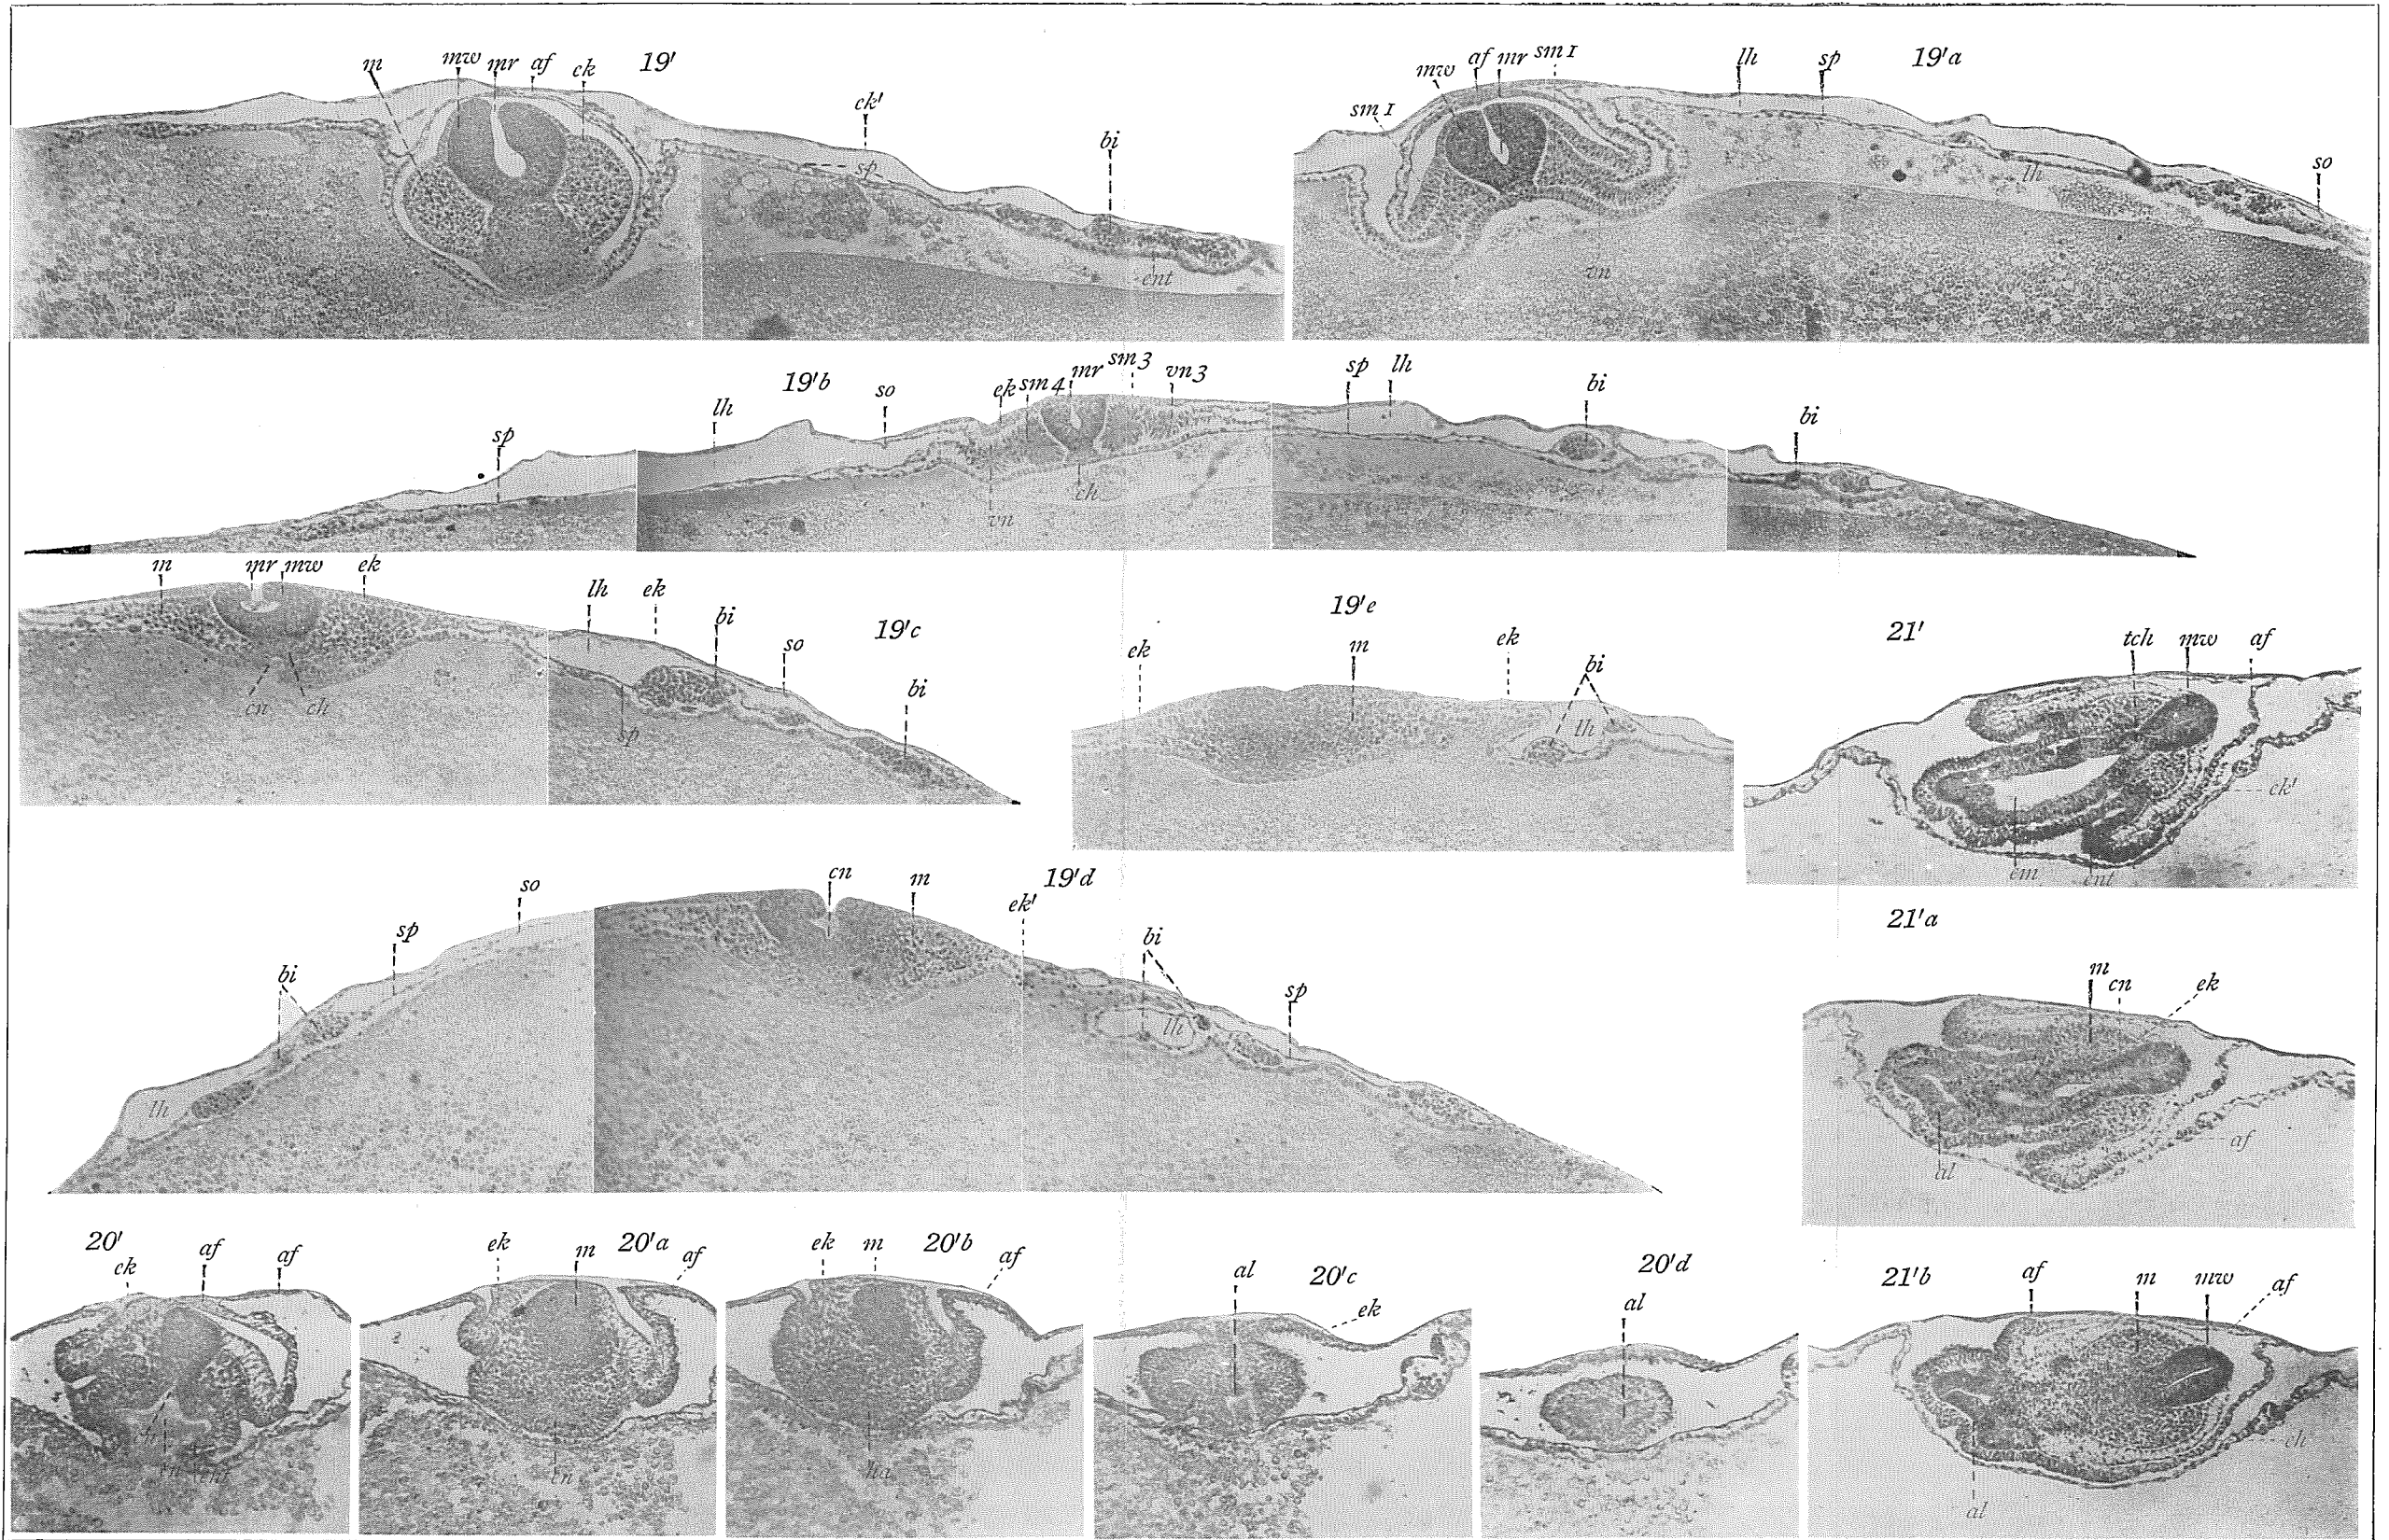 m mw mr af ck 19'
ck'
sp
bi
ent
mw af mr sm 1 lh sp 19'a
sm 1
lh
so
vn
19'b
sp lh so ek sm 4 mr sm 3 vn 3 sp lh bi bi
vn ch
m mr mw ek lh ek bi 19'c so bi
cn ch sp
19'e
ek m ek bi
lh
21' tch mw af
ck'
cm ent
19'd
bi sp so cn m ek' bi sp
lh lh
21'a
m cn ek
af
al
20' ck af af
ch
cn ent
ek m 20'a af
cn
ek m 20'b af
al 20'c ek
20'd
al
21'b af m mw af
ch
al